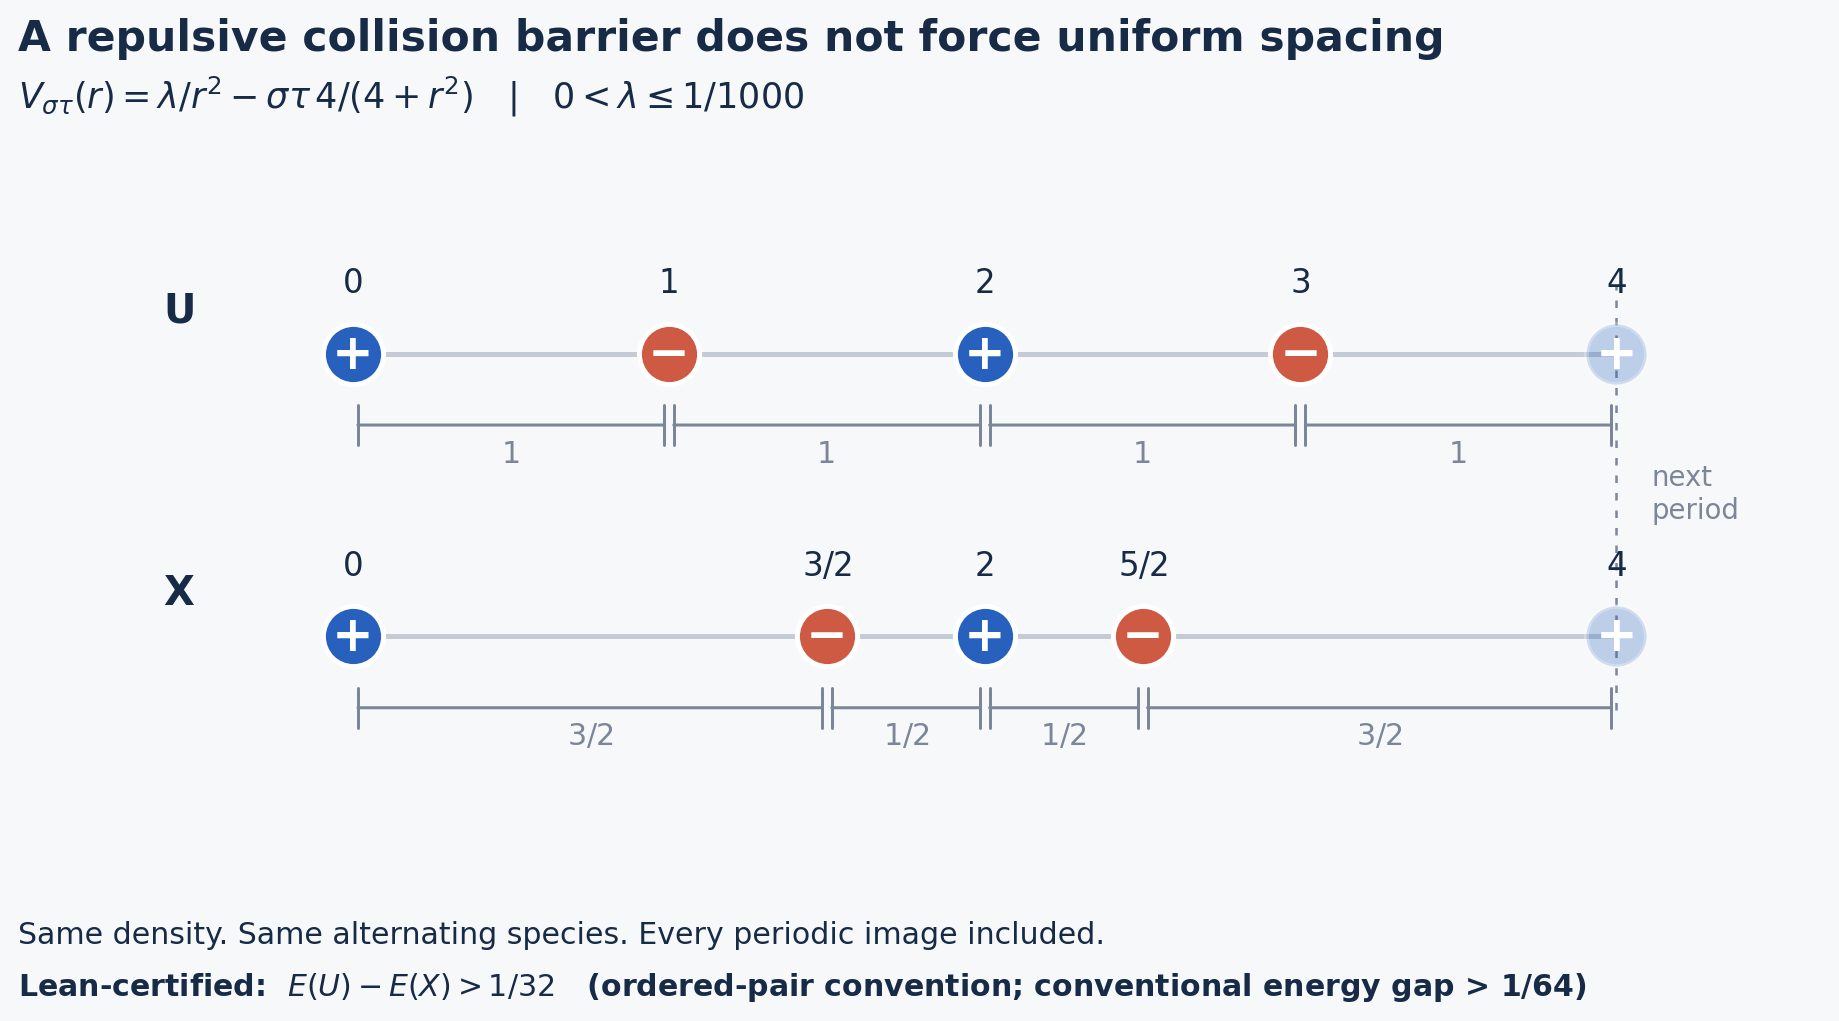 A repulsive collision barrier does not force uniform spacing
V_{στ}(r) = λ/r² − στ 4/(4 + r²) | 0 < λ ≤ 1/1000
0 1 2 3 4
U
+ − + − +
1 1 1 1
next
period
0 3/2 2 5/2 4
X
+ − + − +
3/2 1/2 1/2 3/2
Same density. Same alternating species. Every periodic image included.
Lean-certified: E(U) − E(X) > 1/32 (ordered-pair convention; conventional energy gap > 1/64)